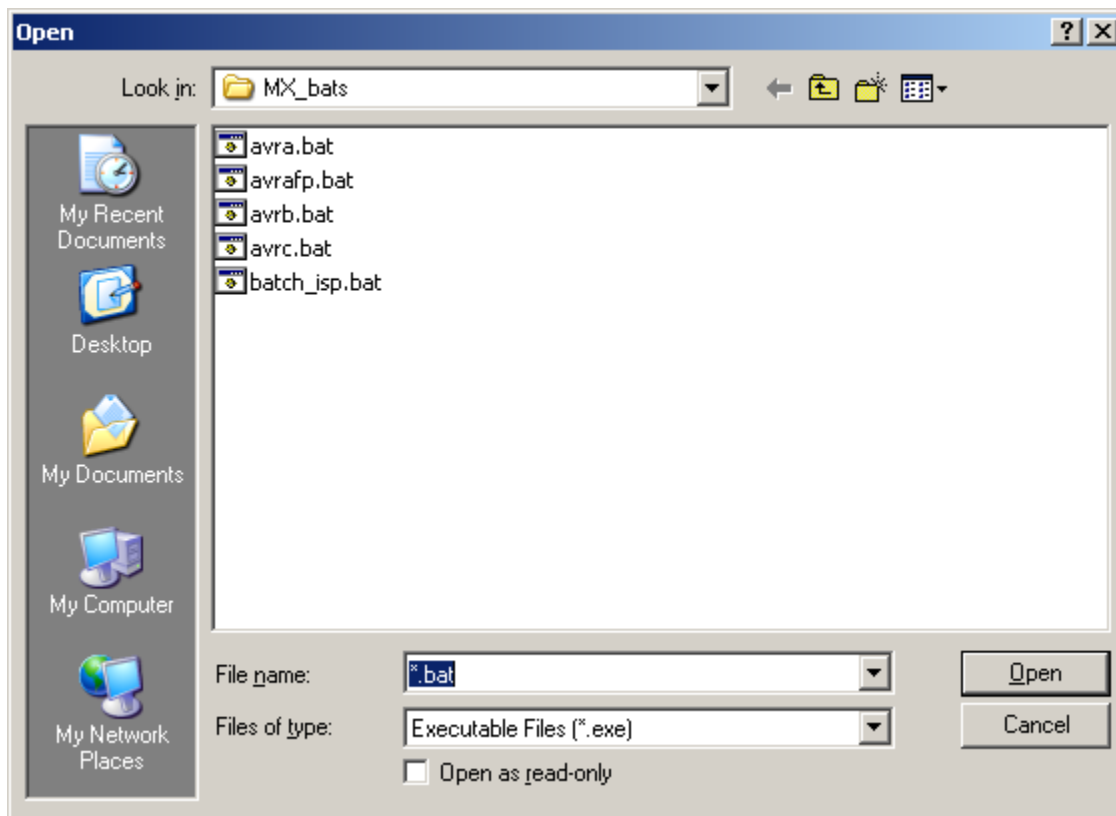 Open
Look in: MX_bats
avra.bat
avrafp.bat
avrb.bat
avrc.bat
batch_isp.bat
My Recent
Documents
Desktop
My Documents
My Computer
My Network
Places
File name: *.bat Open
Files of type: Executable Files (*.exe) Cancel
Open as read-only